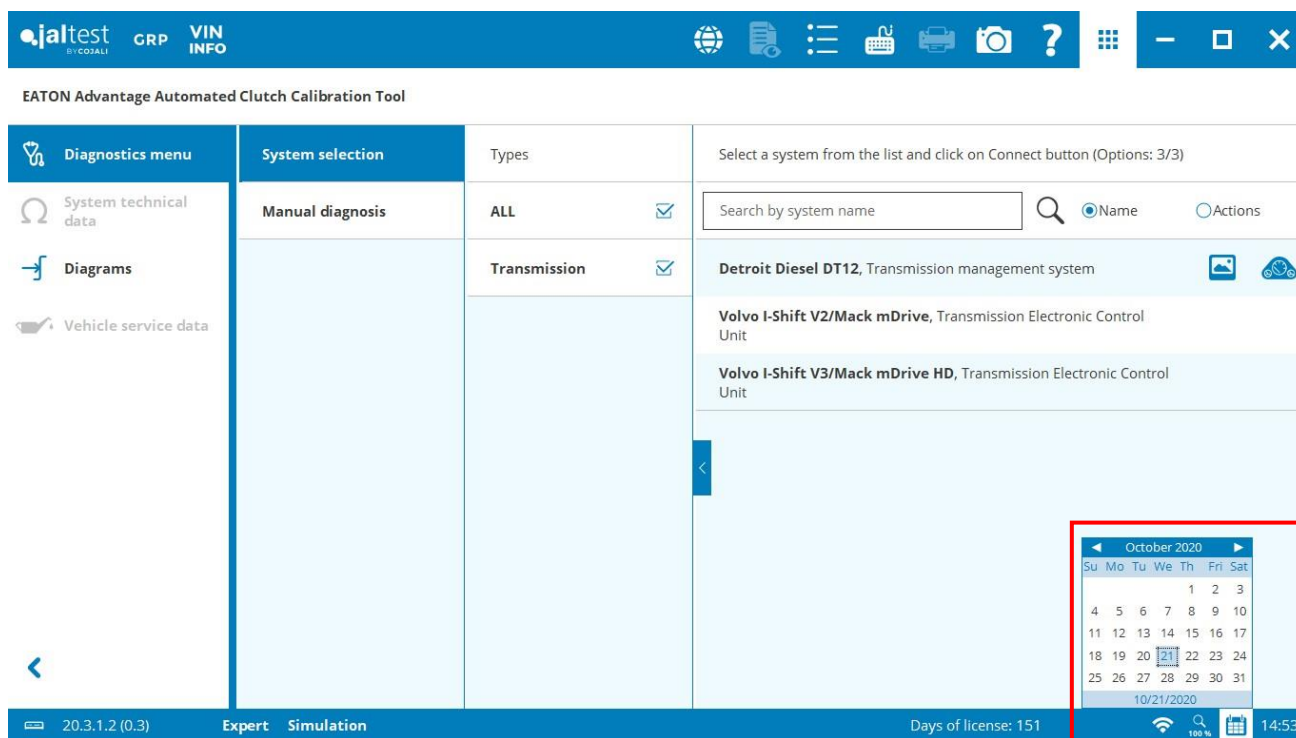 jaltest
BY COJALI
GRP
VIN
INFO
?
EATON Advantage Automated Clutch Calibration Tool
Diagnostics menu
System technical
data
Diagrams
Vehicle service data
System selection
Manual diagnosis
Types
ALL
Transmission
Select a system from the list and click on Connect button (Options: 3/3)
Search by system name
Name
Actions
Detroit Diesel DT12, Transmission management system
Volvo I-Shift V2/Mack mDrive, Transmission Electronic Control
Unit
Volvo I-Shift V3/Mack mDrive HD, Transmission Electronic Control
Unit
October 2020
Su Mo Tu We Th Fri Sat
1 2 3
4 5 6 7 8 9 10
11 12 13 14 15 16 17
18 19 20 21 22 23 24
25 26 27 28 29 30 31
10/21/2020
20.3.1.2 (0.3)
Expert Simulation
Days of license: 151
100 %
14:53